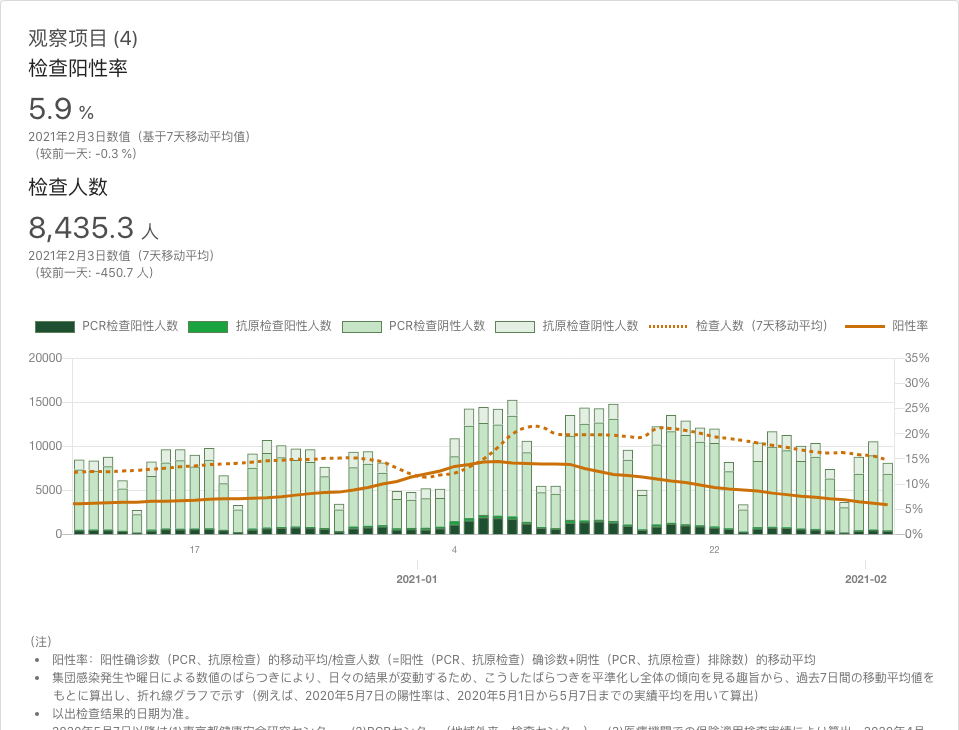 观察项目 (4)
检查阳性率
5.9 %
2021年2月3日数值（基于7天移动平均值）
（较前一天: -0.3 %）
检查人数
8,435.3 人
2021年2月3日数值（7天移动平均）
（较前一天: -450.7 人）
PCR检查阳性人数 抗原检查阳性人数 PCR检查阴性人数 抗原检查阴性人数 检查人数（7天移动平均） 阳性率
20000 35%
30%
15000 25%
20%
10000 15%
5000 10%
5%
0 0%
17 4 22
2021-01 2021-02
（注）
• 阳性率：阳性确诊数（PCR、抗原检查）的移动平均/检查人数（=阳性（PCR、抗原检查）确诊数+阴性（PCR、抗原检查）排除数）的移动平均
• 集団感染発生や曜日による数値のばらつきにより、日々の結果が変動するため、こうしたばらつきを平準化し全体の傾向を見る趣旨から、過去7日間の移動平均値を
もとに算出し、折れ線グラフで示す（例えば、2020年5月7日の陽性率は、2020年5月1日から5月7日までの実績平均を用いて算出）
• 以出检查结果的日期为准。